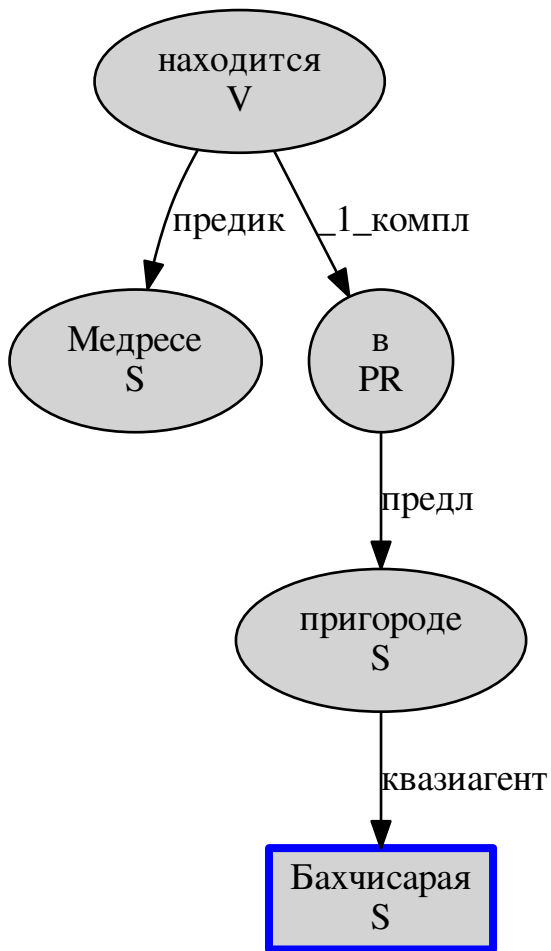 находится
V
предик
_1_компл
Медресе
S
в
PR
предл
пригороде
S
квазиагент
Бахчисарая
S